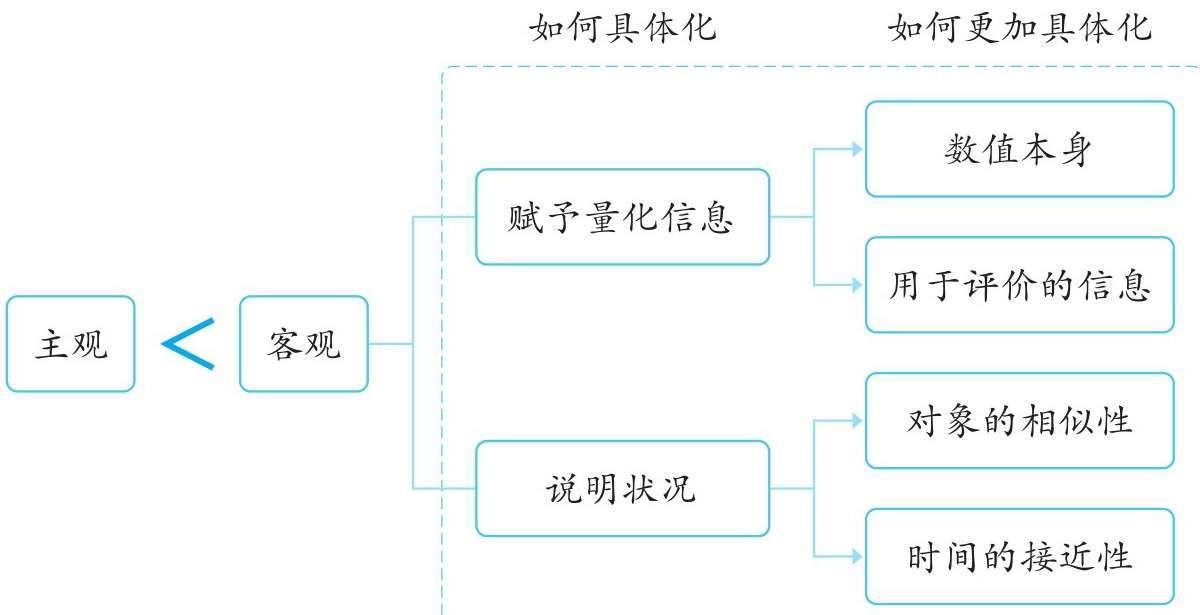 如何具体化
如何更加具体化
数值本身
赋予量化信息
用于评价的信息
主观
<
客观
对象的相似性
说明状况
时间的接近性